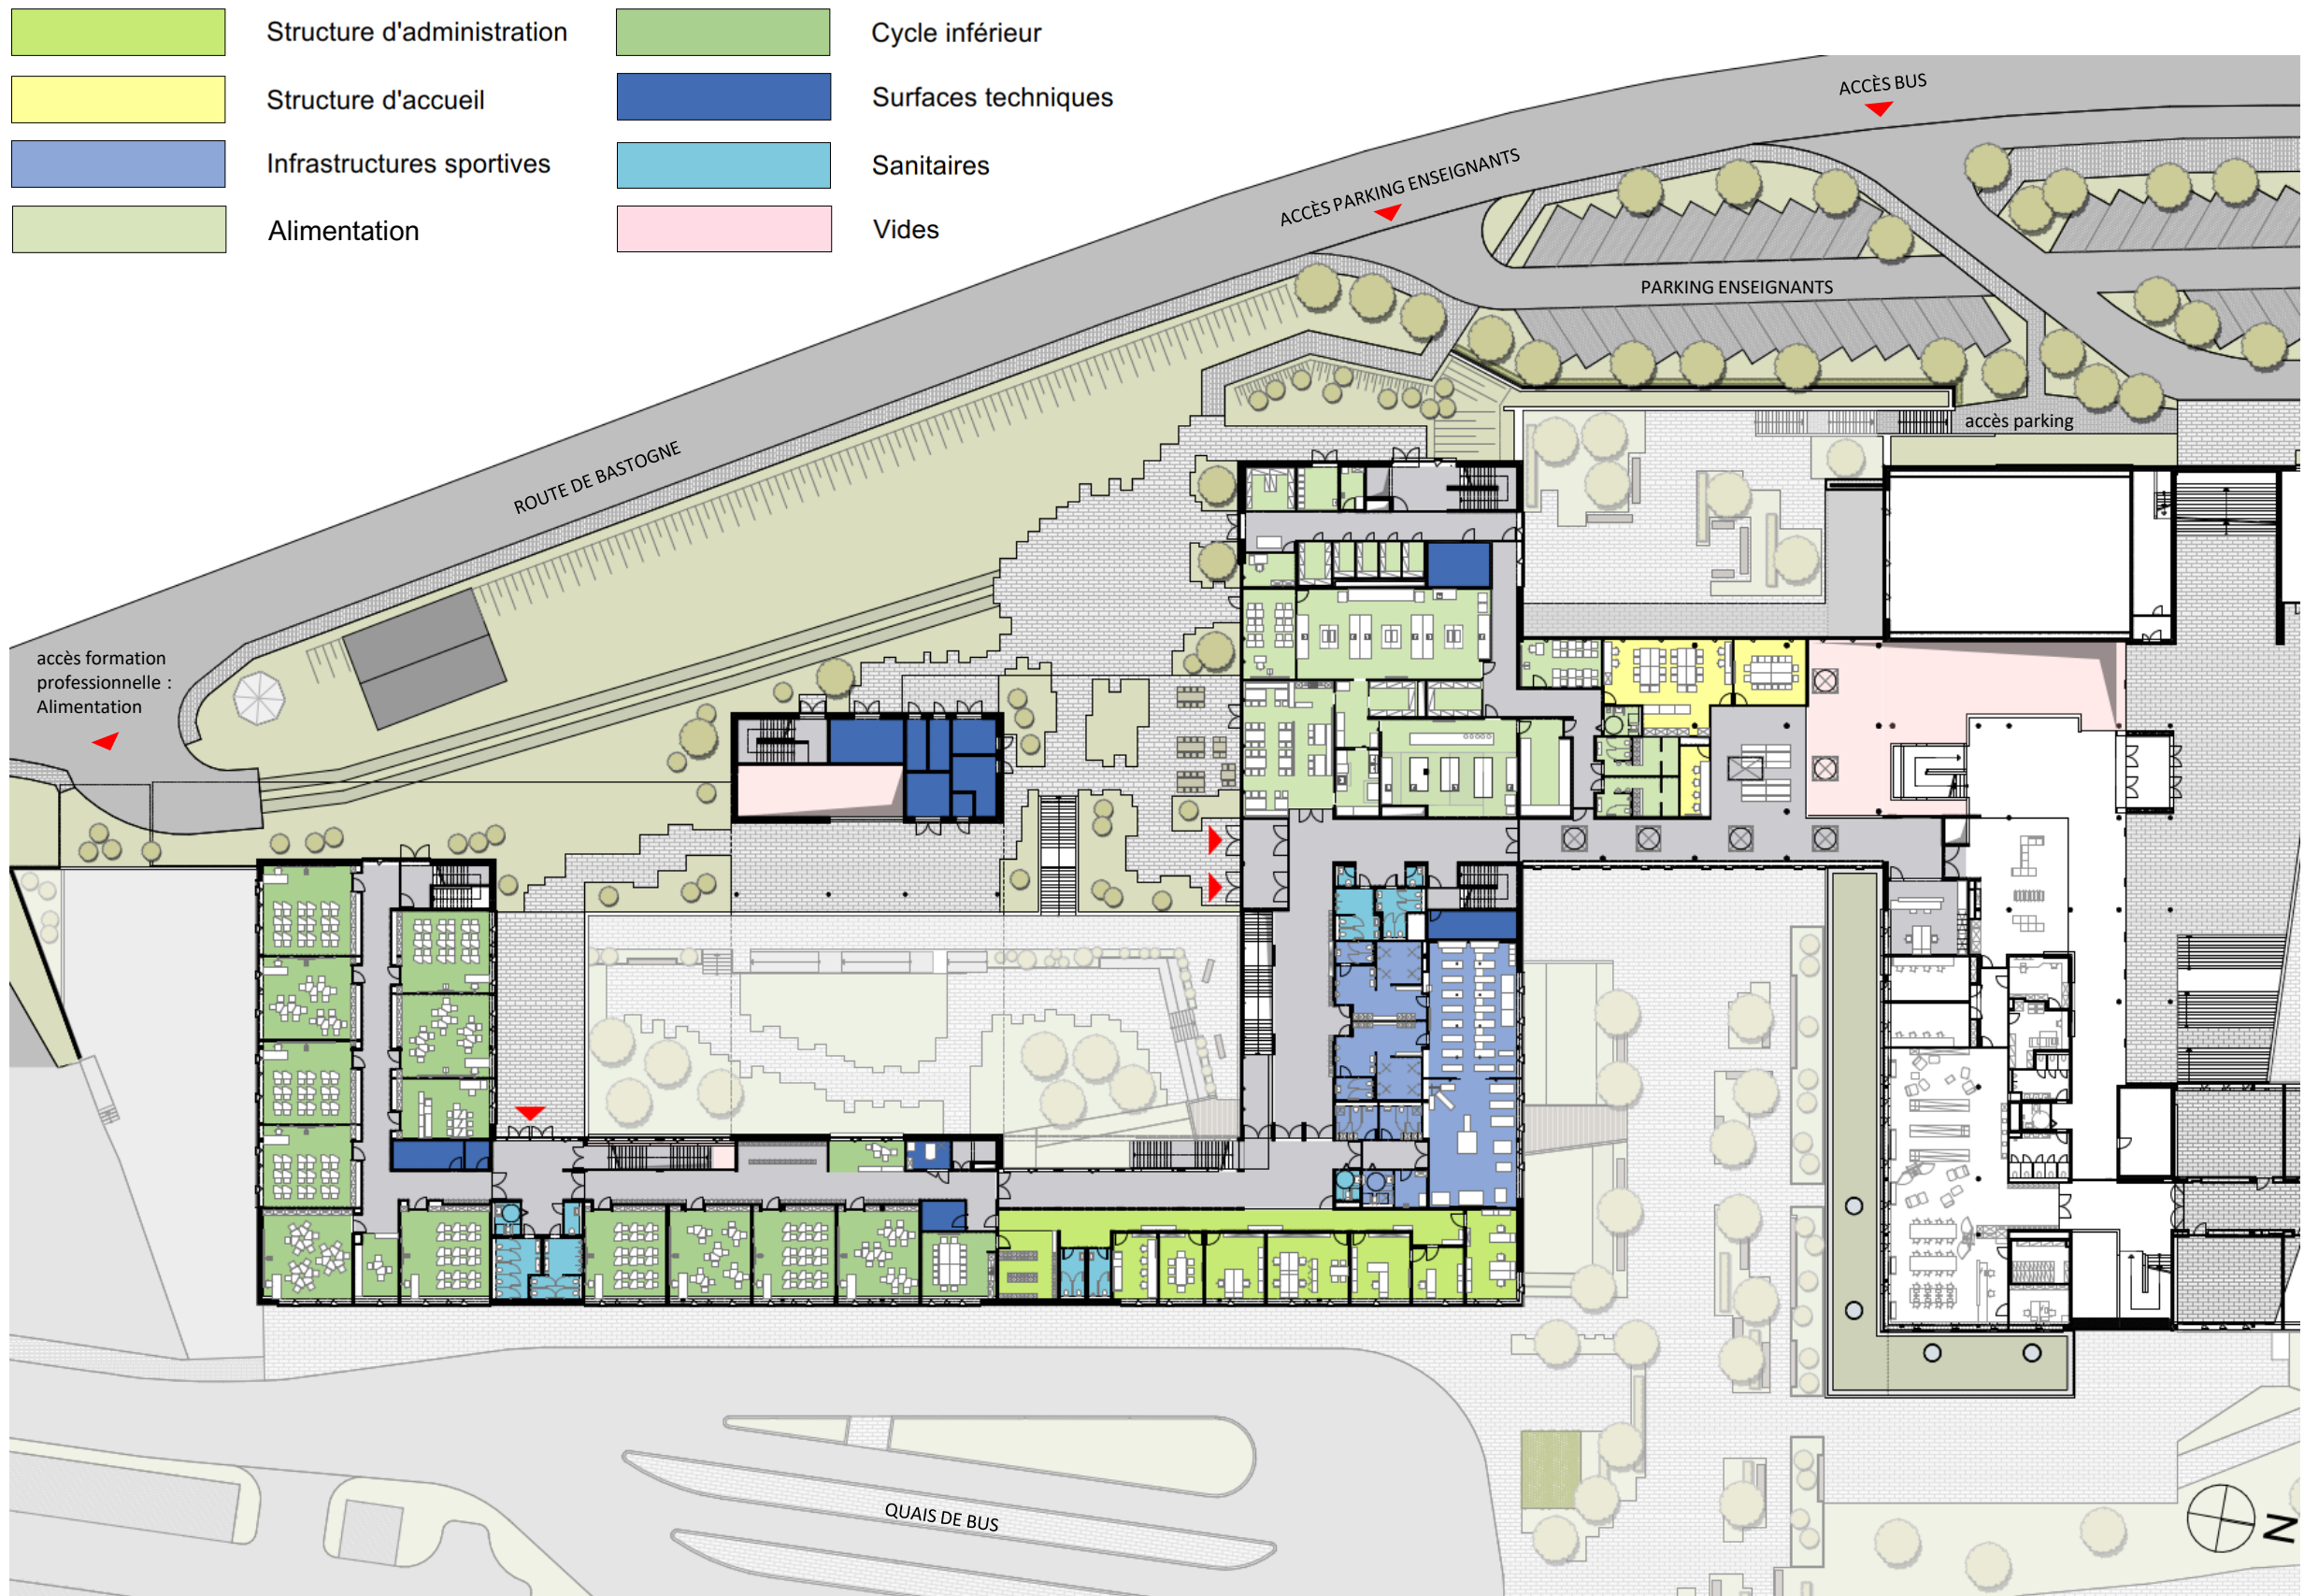 Structure d'administration
Cycle inférieur
Structure d'accueil
Surfaces techniques
Infrastructures sportives
Sanitaires
Alimentation
Vides
ACCÈS BUS
ACCÈS PARKING ENSEIGNANTS
PARKING ENSEIGNANTS
accès parking
ROUTE DE BASTOGNE
accès formation
professionnelle :
Alimentation
QUAIS DE BUS
N